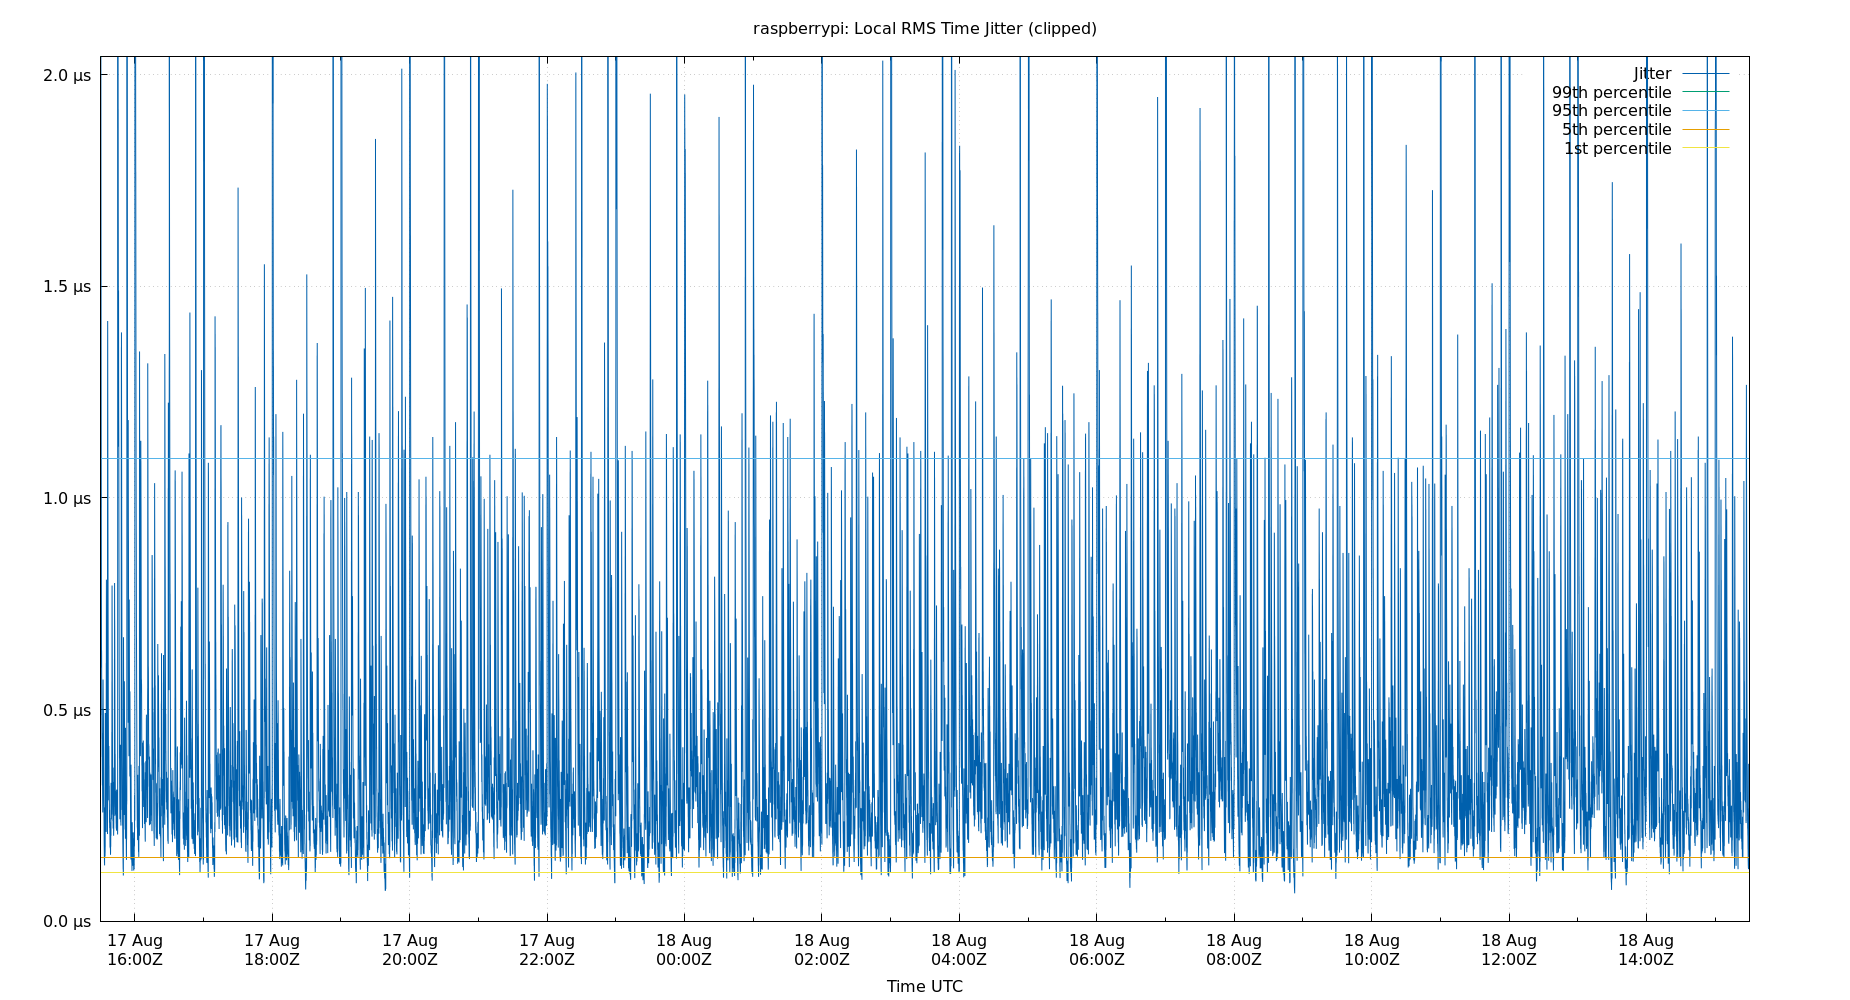 raspberrypi: Local RMS Time Jitter (clipped)
2.0 µs
1.5 µs
1.0 µs
0.5 µs
0.0 µs
Jitter
99th percentile
95th percentile
5th percentile
1st percentile
17 Aug 17 Aug 17 Aug 17 Aug 18 Aug 18 Aug 18 Aug 18 Aug 18 Aug 18 Aug 18 Aug 18 Aug
16:00Z 18:00Z 20:00Z 22:00Z 00:00Z 02:00Z 04:00Z 06:00Z 08:00Z 10:00Z 12:00Z 14:00Z
Time UTC